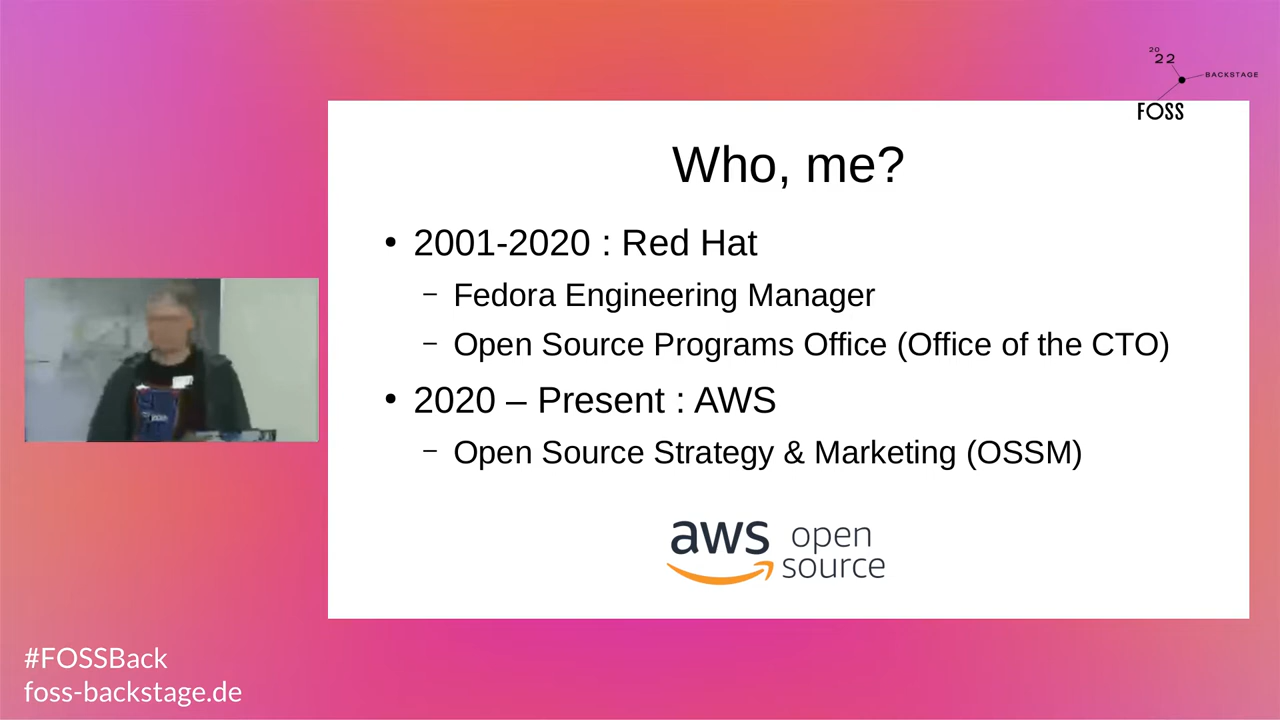 20
22
BACKSTAGE
FOSS
Who, me?
• 2001-2020 : Red Hat
– Fedora Engineering Manager
– Open Source Programs Office (Office of the CTO)
• 2020 – Present : AWS
– Open Source Strategy & Marketing (OSSM)
aws open
source
#FOSSBack
foss-backstage.de